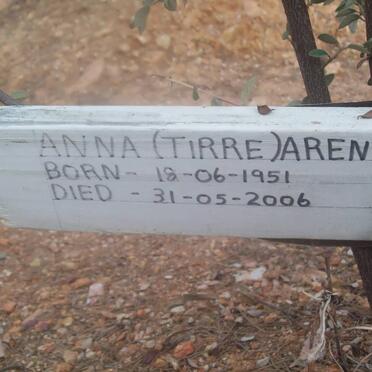 ANNA (TIRRE) AREN
BORN - 18-06-1951
DIED - 31-05-2006